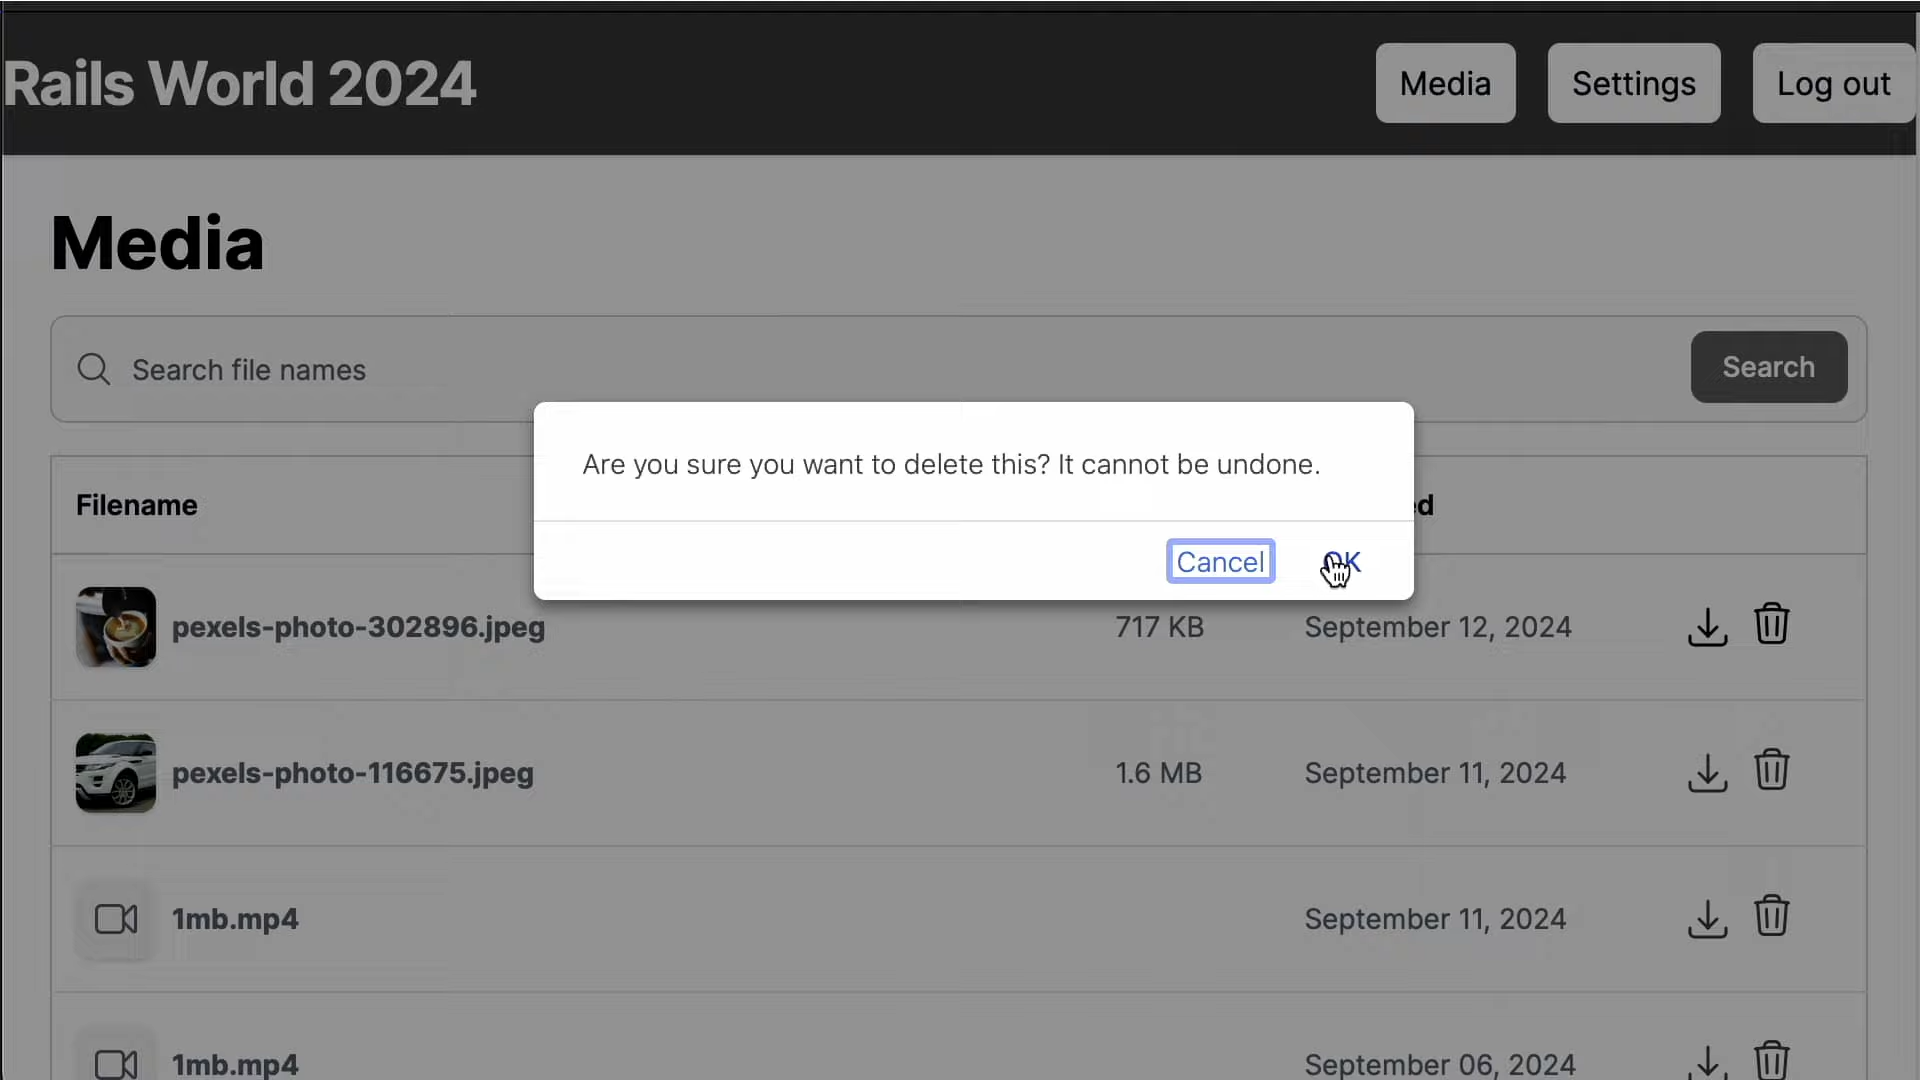 Rails World 2024
Media
Settings
Log out
Media
Search file names
Search
Are you sure you want to delete this? It cannot be undone.
Cancel
OK
Filename
ed
pexels-photo-302896.jpeg
717 KB
September 12, 2024
pexels-photo-116675.jpeg
1.6 MB
September 11, 2024
1mb.mp4
September 11, 2024
1mb.mp4
September 06, 2024